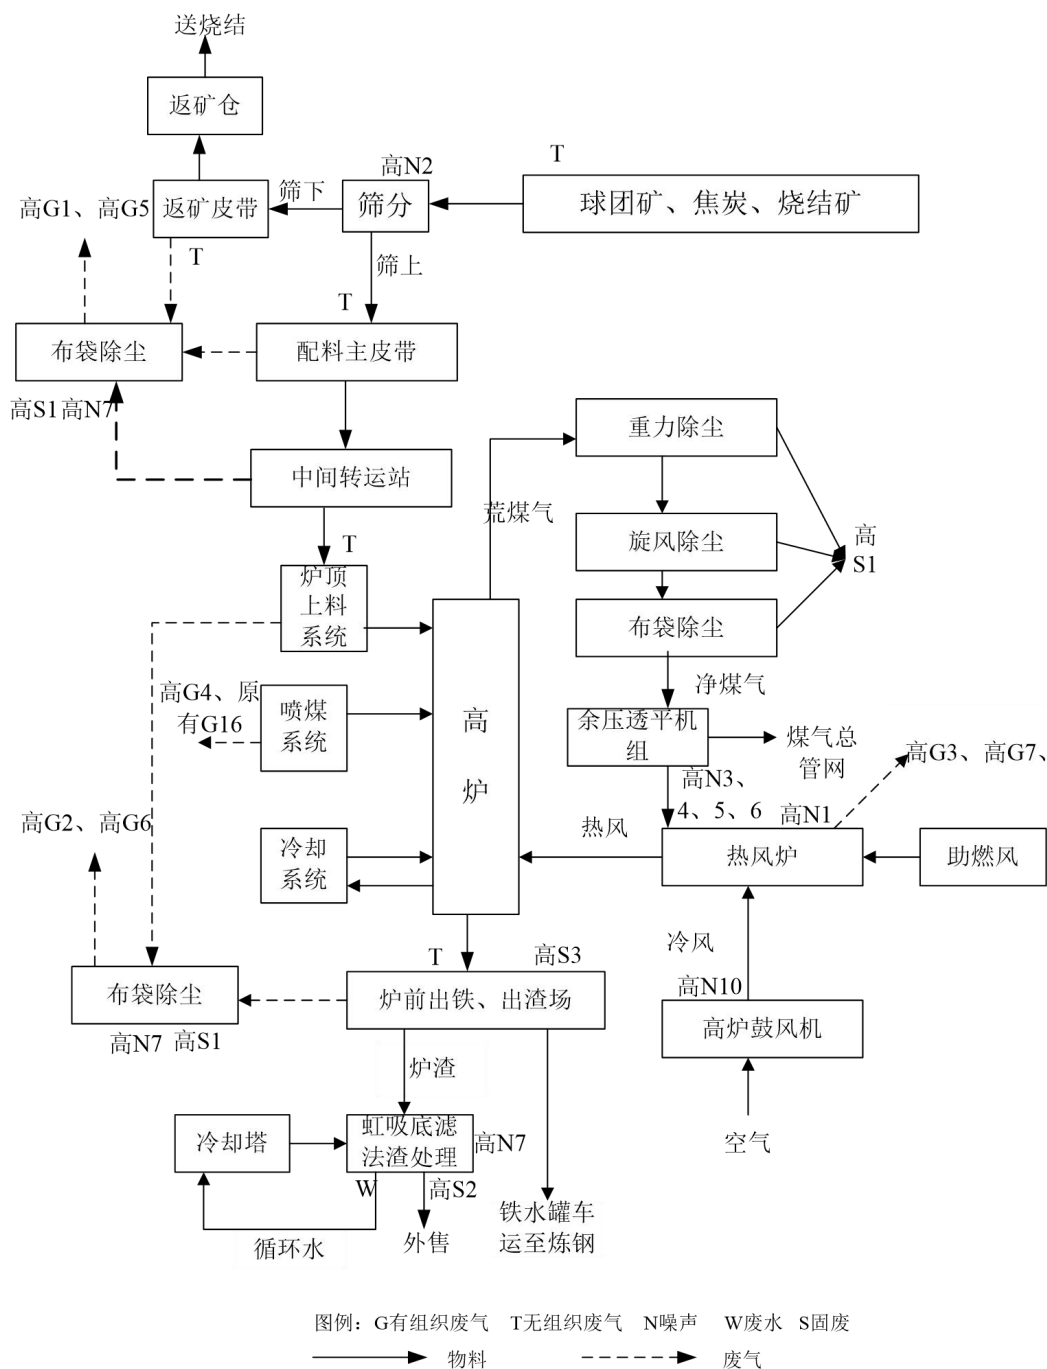 送烧结
返矿仓
高N2
T
高G1、高G5
返矿皮带
筛下
筛分
球团矿、焦炭、烧结矿
T
筛上
T
布袋除尘
配料主皮带
高S1高N7
重力除尘
中间转运站
荒煤气
T
旋风除尘
高
S1
炉顶
上料
系统
布袋除尘
净煤气
高G4、原
有G16
喷煤
系统
高

炉
余压透平机
组
煤气总
管网
高G3、高G7、
高N3、
4、5、6
高N1
高G2、高G6
冷却
系统
热风
热风炉
助燃风
冷风
T
高S3
布袋除尘
炉前出铁、出渣场
高N10
高N7
高S1
高炉鼓风机
炉渣
冷却塔
虹吸底滤
法渣处理
高N7
空气
W
高S2
循环水
外售
铁水罐车
运至炼钢
图例：G有组织废气 T无组织废气 N噪声 W废水 S固废
物料 废气